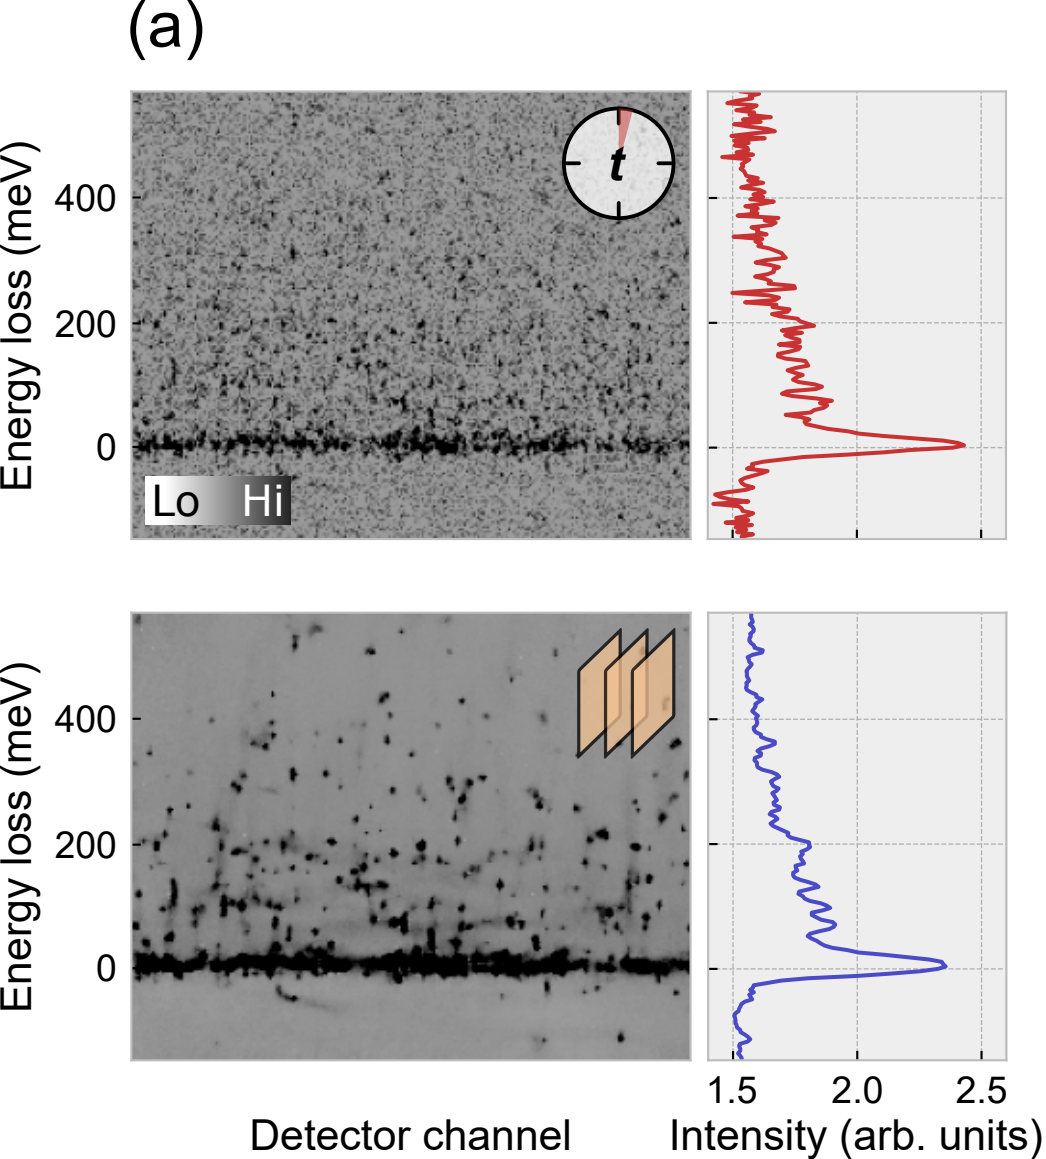 (a)
Energy loss (meV)
400
200
0
t
Lo Hi
Energy loss (meV)
400
200
0
1.5 2.0 2.5
Detector channel
Intensity (arb. units)